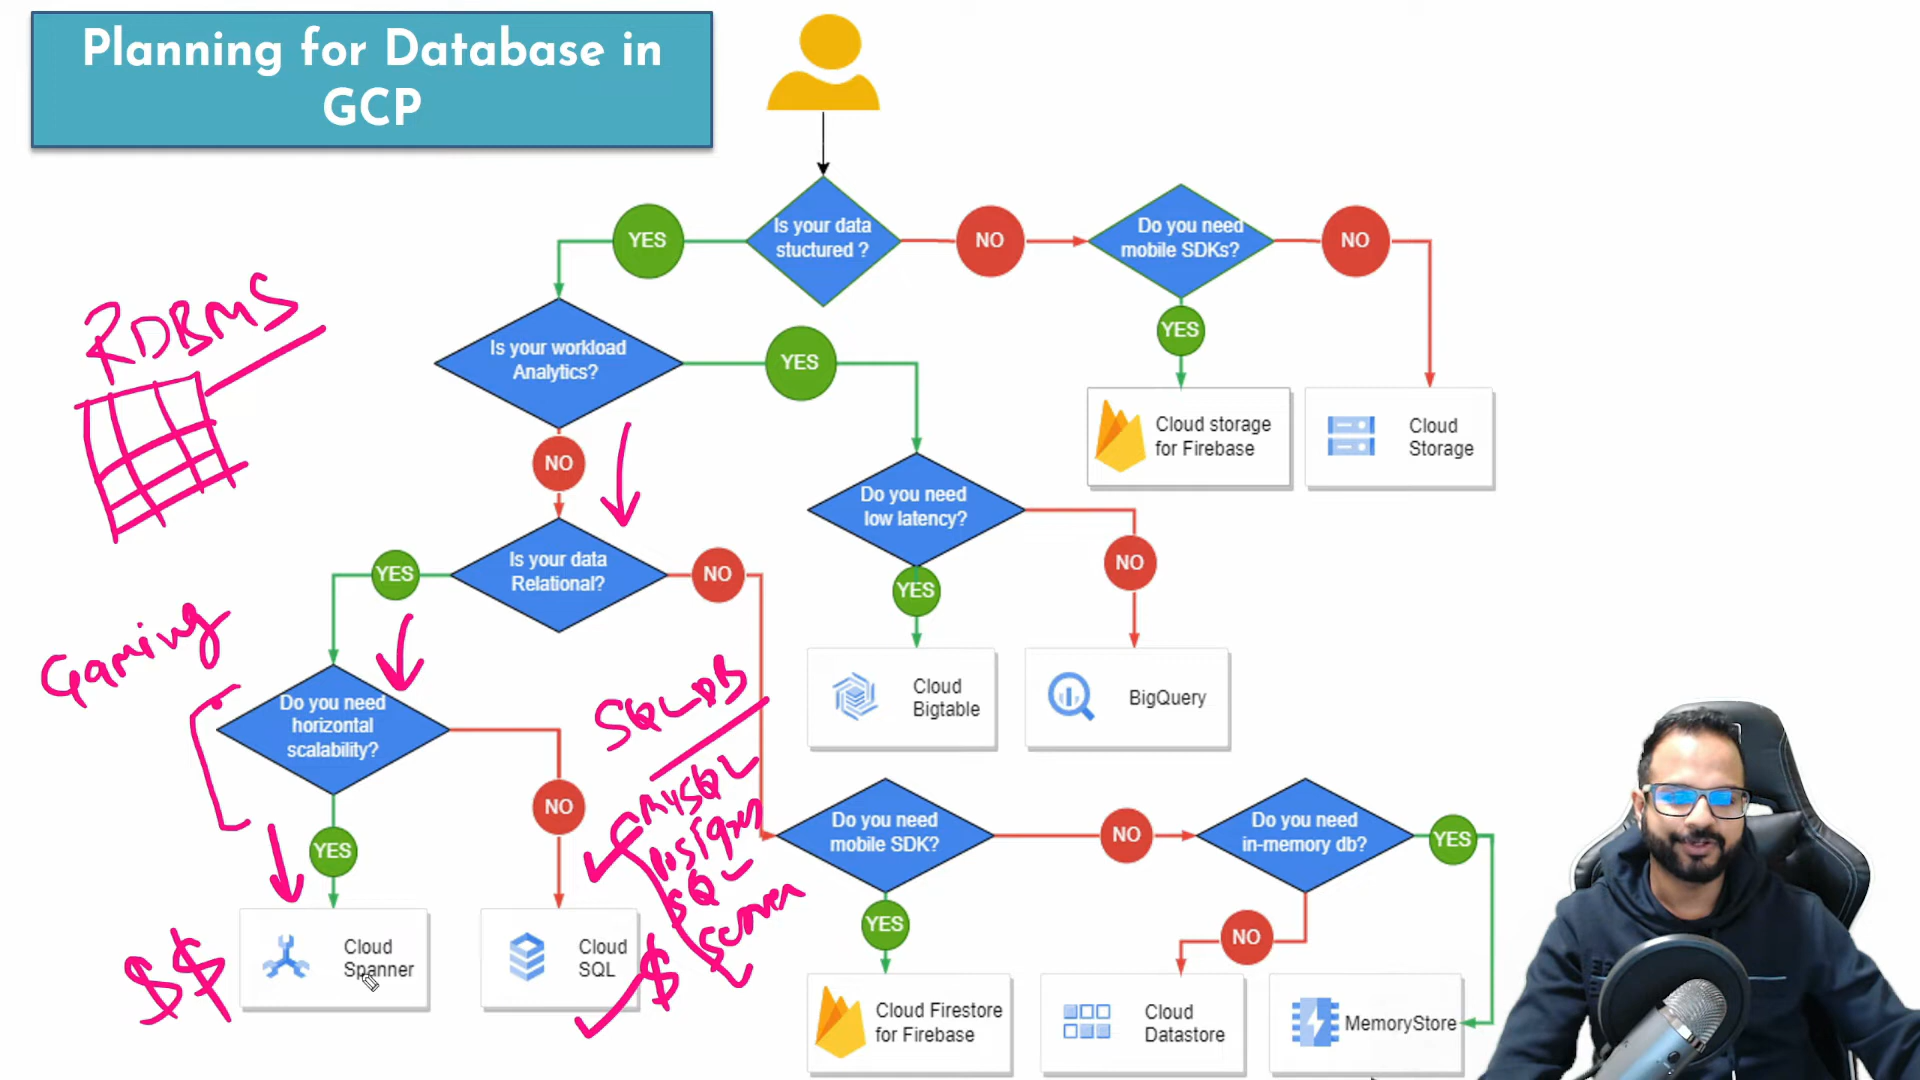 Planning for Database in
GCP
Is your data
stuctured ?
YES
NO
Do you need
mobile SDKs?
NO
YES
Cloud storage
for Firebase
Cloud
Storage
RDBMS
Is your workload
Analytics?
YES
NO
Do you need
low latency?
NO
YES
Cloud
Bigtable
BigQuery
Is your data
Relational?
YES
NO
Gaming
Do you need
horizontal
scalability?
YES
NO
SQL DB
MySQL
Postgres
SQL
Server
$$
Cloud
Spanner
Cloud
SQL
$
Do you need
mobile SDK?
NO
YES
Do you need
in-memory db?
YES
NO
Cloud Firestore
for Firebase
Cloud
Datastore
MemoryStore